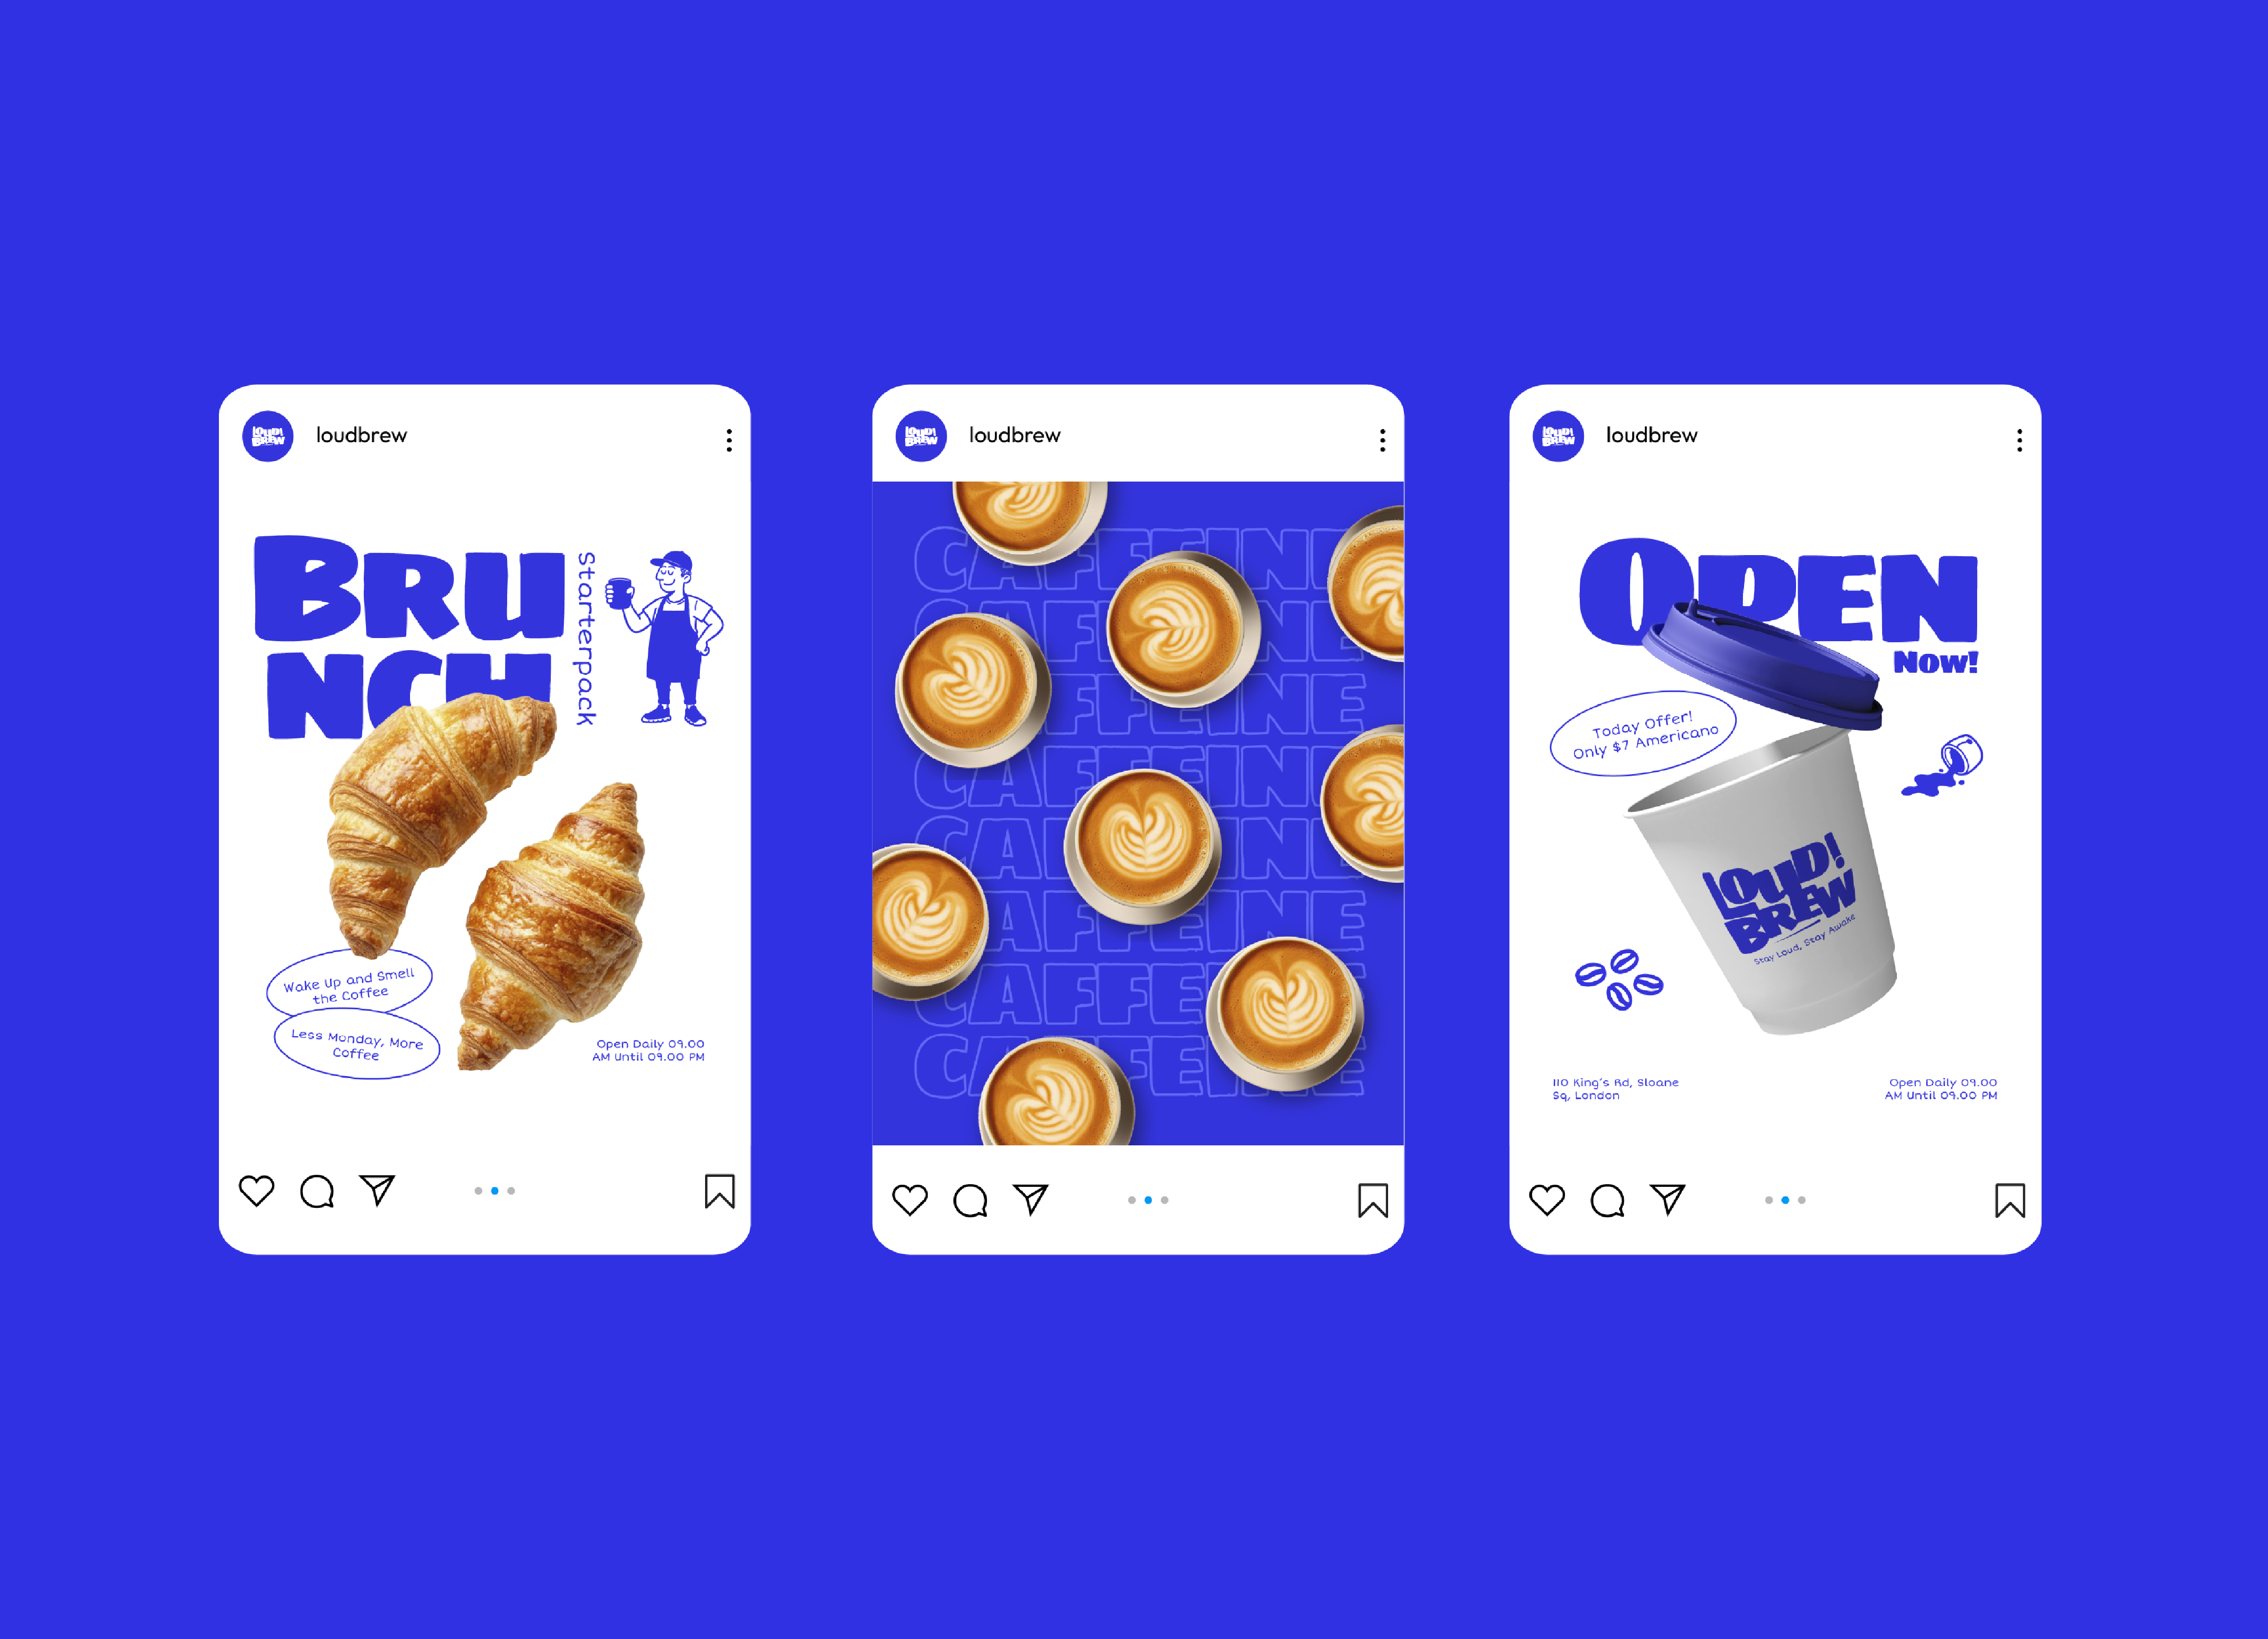 LOUD!
BREW
loudbrew
BRU
NCH
Starterpack
Wake Up and Smell
the Coffee
Less Monday, More
Coffee
Open Daily 09.00
AM Until 09.00 PM
LOUD!
BREW
loudbrew
CAFFEINE
CAFFEINE
CAFFEINE
CAFFEINE
CAFFEINE
CAFFEINE
CAFFEINE
CAFFEINE
LOUD!
BREW
loudbrew
OPEN
Now!
Today Offer!
Only $7 Americano
LOUD!
BREW
Stay Loud, Stay Awake
110 King's Rd, Sloane
Sq, London
Open Daily 09.00
AM Until 09.00 PM